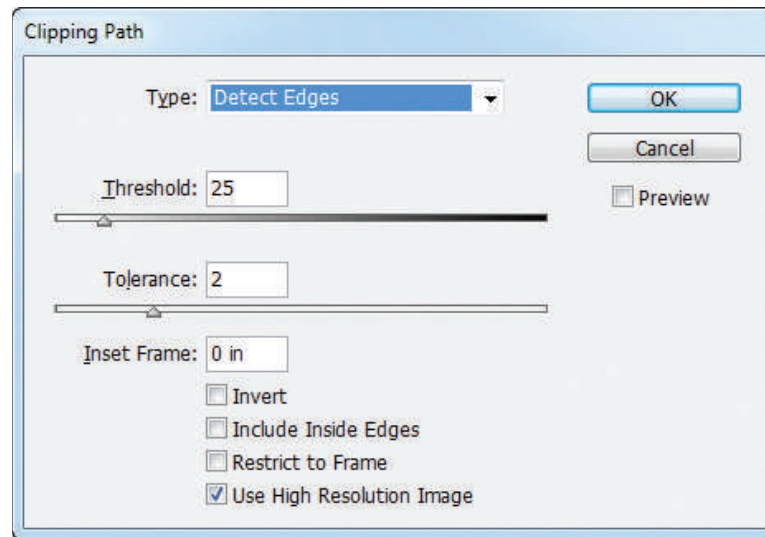 Clipping Path
Type: Detect Edges
OK
Cancel
Threshold: 25
Preview
Tolerance: 2
Inset Frame: 0 in
Invert
Include Inside Edges
Restrict to Frame
Use High Resolution Image